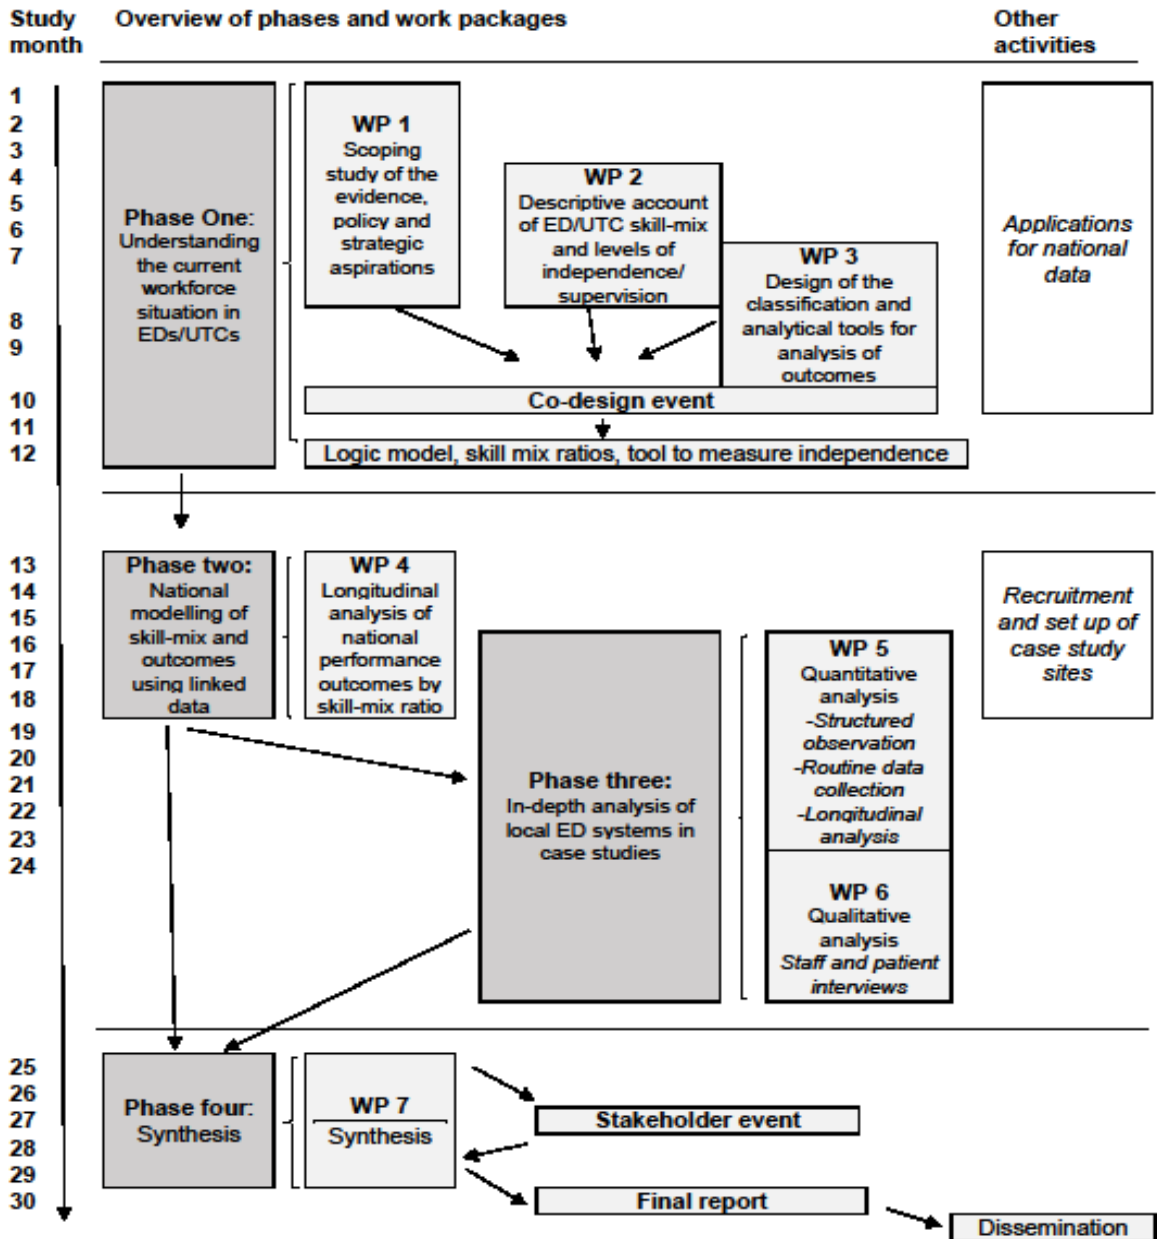 Study month
Overview of phases and work packages
Other activities
1
2
3
4
5
6
7
8
9
10
11
12
Phase One:
Understanding
the current
workforce
situation in
EDs/UTCs
WP 1
Scoping
study of the
evidence,
policy and
strategic
aspirations
WP 2
Descriptive account
of ED/UTC skill-mix
and levels of
independence/
supervision
WP 3
Design of the
classification and
analytical tools for
analysis of
outcomes
Applications
for national
data
Co-design event
Logic model, skill mix ratios, tool to measure independence
13
14
15
16
17
18
19
20
21
22
23
24
Phase two:
National
modelling of
skill-mix and
outcomes
using linked
data
WP 4
Longitudinal
analysis of
national
performance
outcomes by
skill-mix ratio
Phase three:
In-depth analysis of
local ED systems in
case studies
WP 5
Quantitative
analysis
-Structured
observation
-Routine data
collection
-Longitudinal
analysis
WP 6
Qualitative
analysis
Staff and patient
interviews
Recruitment
and set up of
case study
sites
25
26
27
28
29
30
Phase four:
Synthesis
WP 7
Synthesis
Stakeholder event
Final report
Dissemination